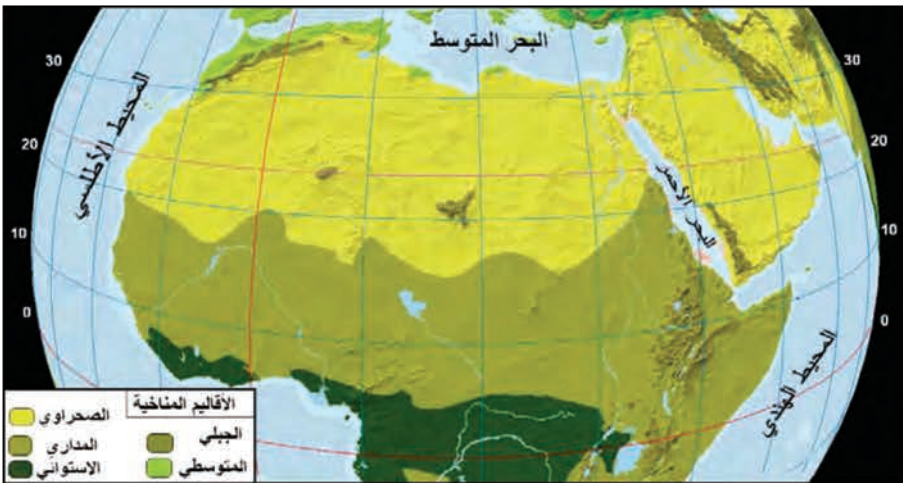 البحر المتوسط
30
30
المحيط الأطلسي
20
20
البحر الأحمر
10
10
0
0
المحيط الهندي
الأقاليم المناخية
الصحراوي
الجبلي
المداري
المتوسطي
الاستوائي